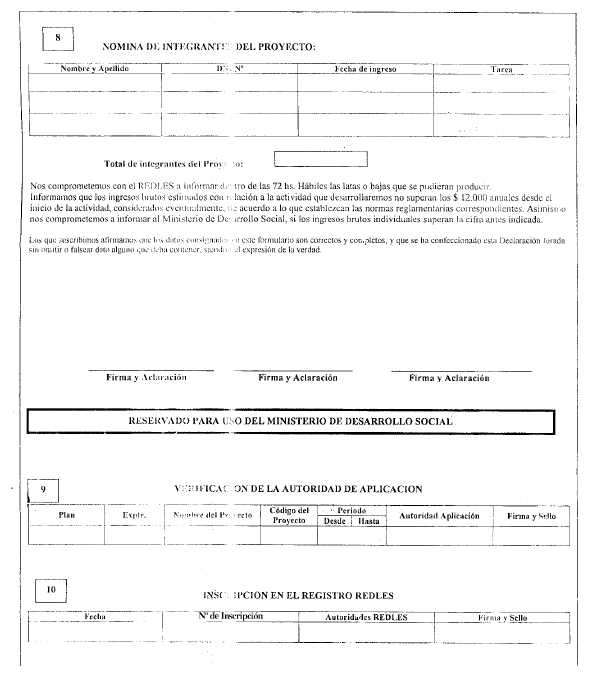 8
NOMINA DE INTEGRANTES DEL PROYECTO:
Nombre y Apellido Nº Fecha de ingreso Tarea
Total de integrantes del Proyecto:
Nos comprometemos con el REDLES a informar dentro de las 72 hs. Hábiles las latas o bajas que se pudieran producir.
Informamos que los ingresos brutos estimados con relación a la actividad que desarrollaremos no superan los $ 12.000 anuales desde el
inicio de la actividad, considerados eventualmente, de acuerdo a lo que establezcan las normas reglamentarias correspondientes. Asimismo
nos comprometemos a informar al Ministerio de Desarrollo Social, si los ingresos brutos individuales superan la cifra antes indicada.
Los que suscribimos afirmamos que los datos consignados en este formulario son correctos y completos, y que se ha confeccionado esta Declaración Jurada
sin omitir o falsear dato alguno que deba contener, siendo el expresión de la verdad.
Firma y Aclaración Firma y Aclaración Firma y Aclaración
RESERVADO PARA USO DEL MINISTERIO DE DESARROLLO SOCIAL
9
VERIFICACION DE LA AUTORIDAD DE APLICACION
Plan Expte. Nombre del Proyecto Código del Proyecto Período Desde Hasta Autoridad Aplicación Firma y Sello
10
INSCRIPCION EN EL REGISTRO REDLES
Fecha Nº de Inscripción Autoridades REDLES Firma y Sello